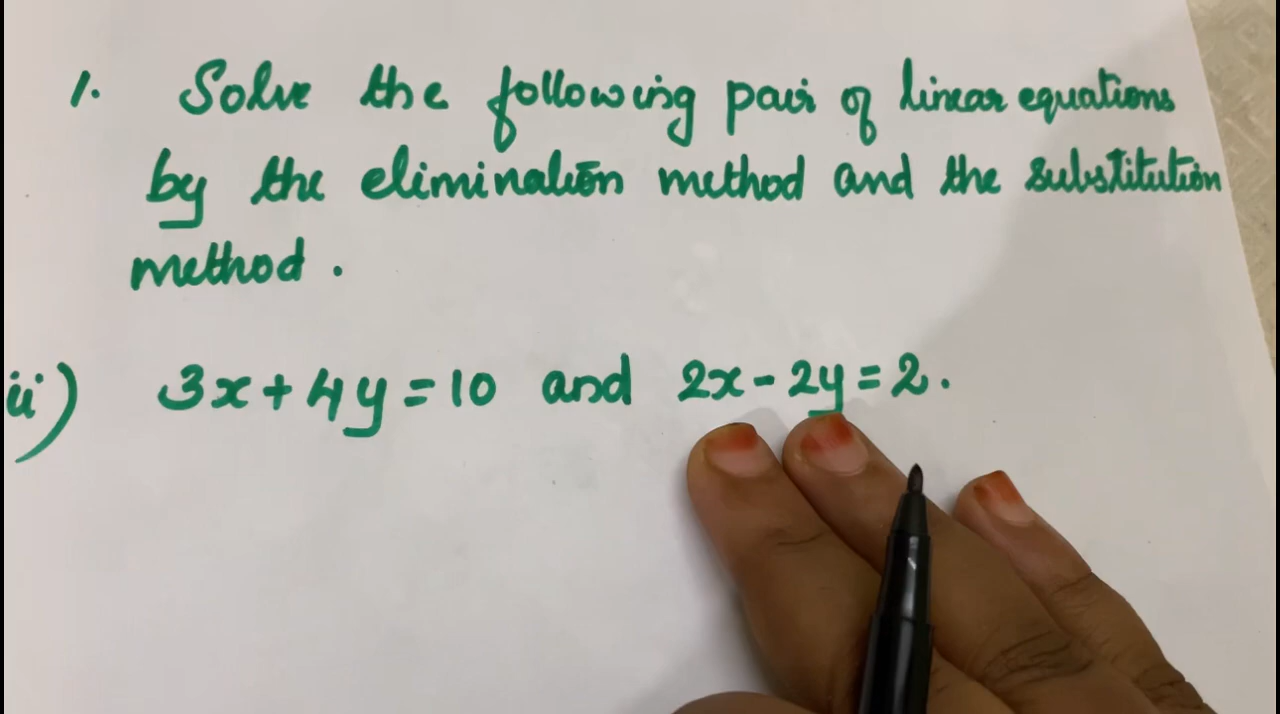 1. Solve the following pair of linear equations
by the elimination method and the substitution
method.
ii) 3x+4y=10 and 2x-2y=2.